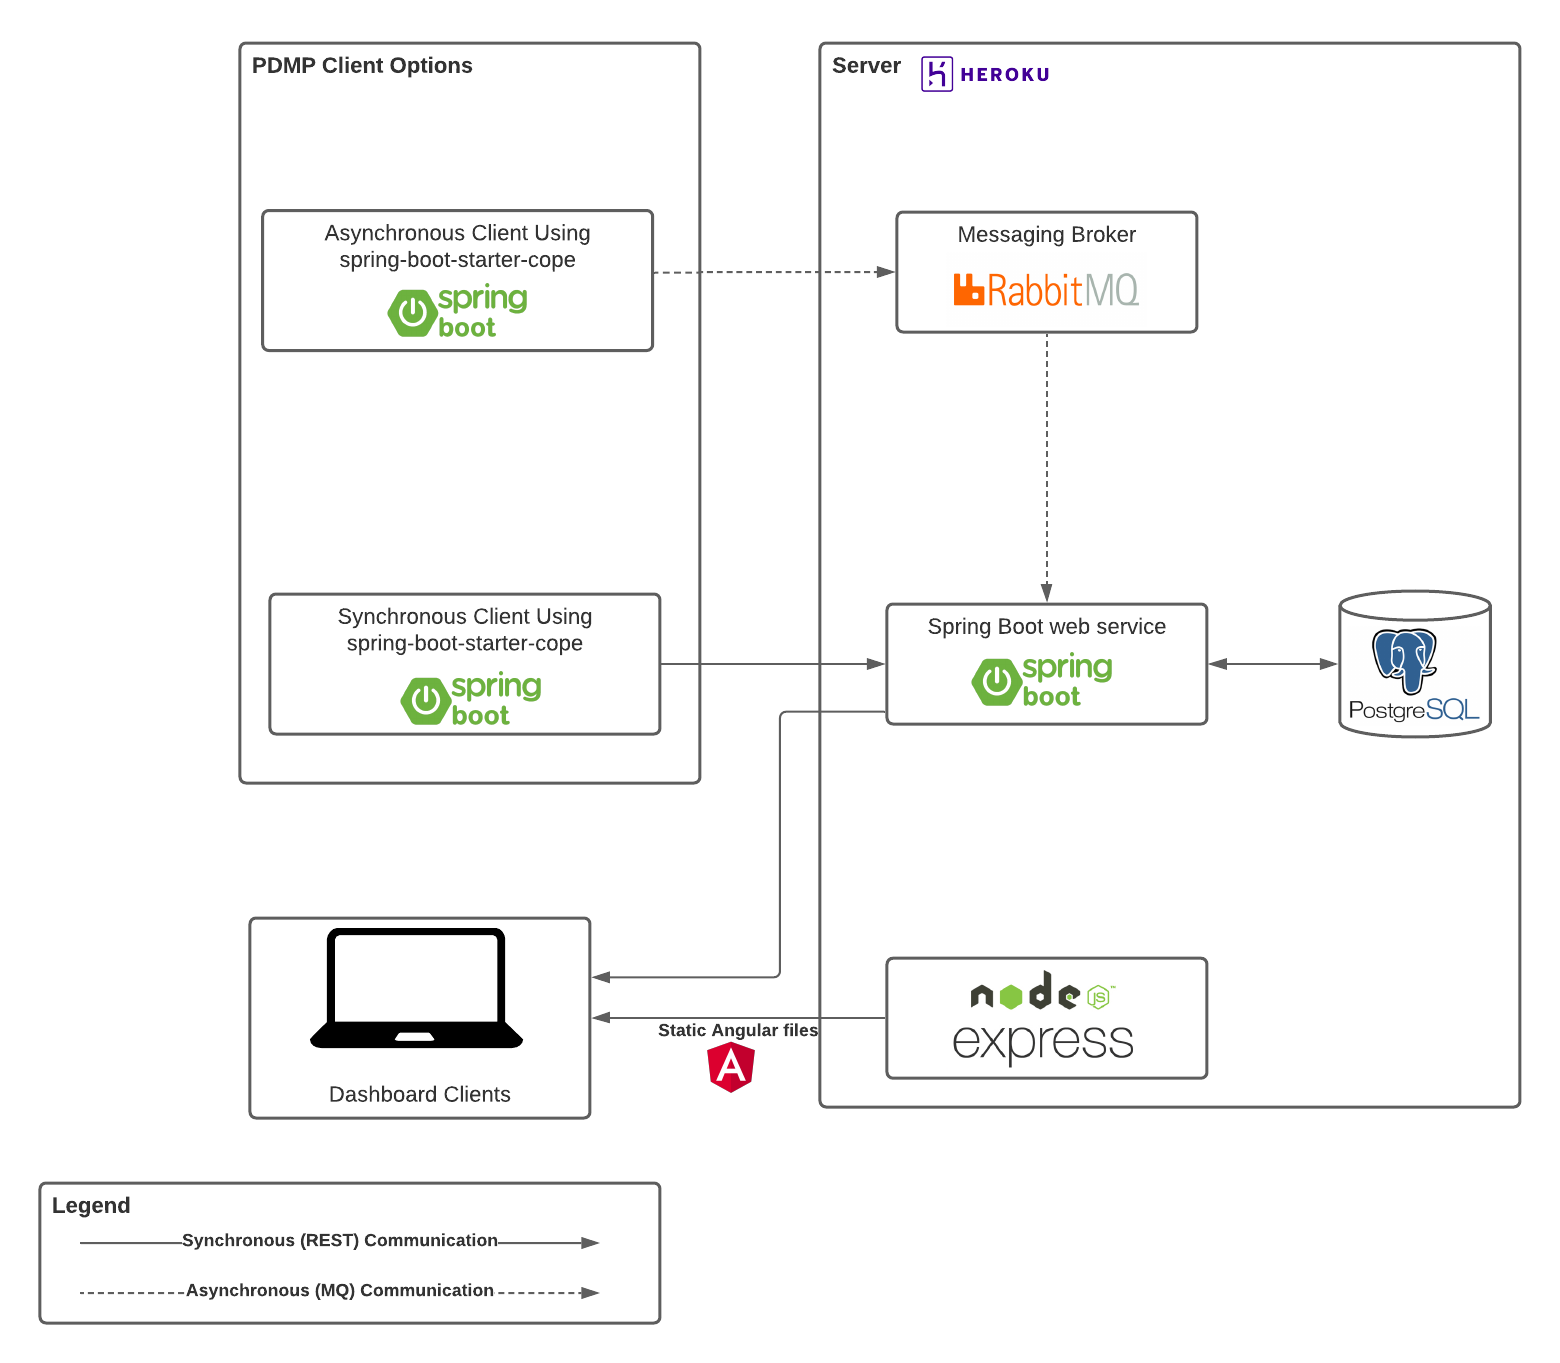 PDMP Client Options
Asynchronous Client Using
spring-boot-starter-cope
spring
boot
Synchronous Client Using
spring-boot-starter-cope
spring
boot
Server
HEROKU
Messaging Broker
RabbitMQ
Spring Boot web service
spring
boot
PostgreSQL
node
JS
™
express
Static Angular files
A
Dashboard Clients
Legend
Synchronous (REST) Communication
Asynchronous (MQ) Communication